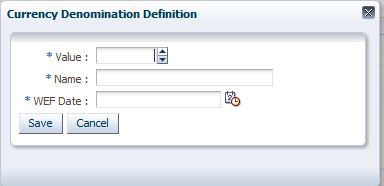 Currency Denomination Definition
* Value :
* Name :
* WEF Date :
Save Cancel